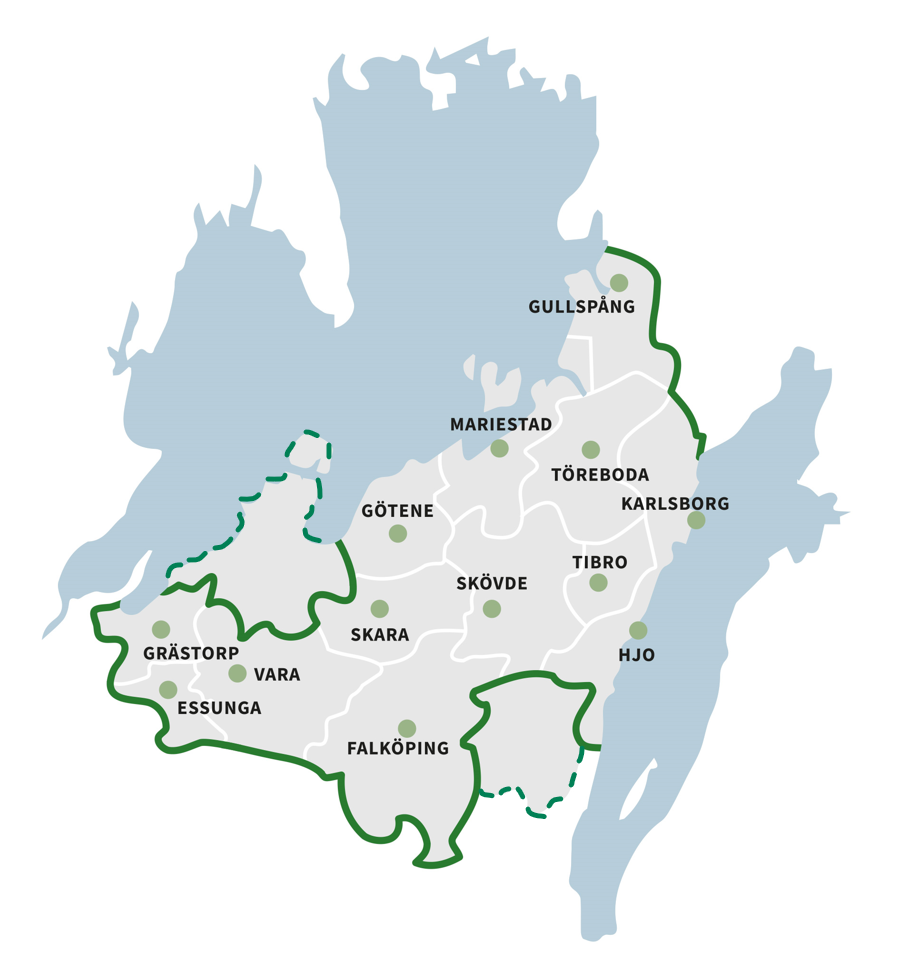 GULLSPÅNG
MARIESTAD
TÖREBODA
KARLSBORG
GÖTENE
TIBRO
SKÖVDE
SKARA
HJO
GRÄSTORP
VARA
ESSUNGA
FALKÖPING